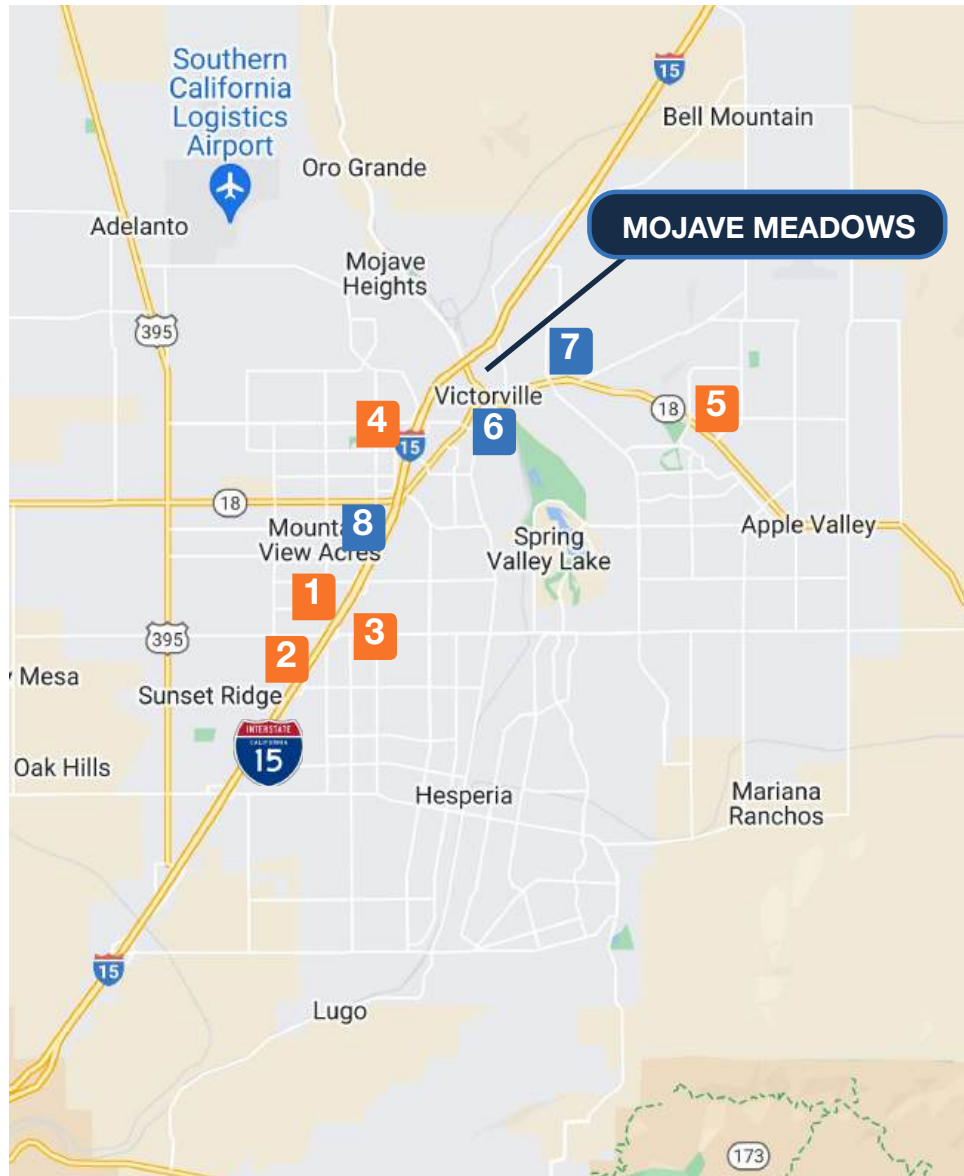 Southern
California
Logistics
Airport
15
Bell Mountain
Oro Grande
Adelanto
MOJAVE MEADOWS
Mojave
Heights
395
7
Victorville
4
18
5
6
15
18
8
Mountai
View Acres
Spring
Valley Lake
Apple Valley
1
3
395
2
Mesa
Sunset Ridge
INTERSTATE
CALIFORNIA
15
Oak Hills
Hesperia
Mariana
Ranchos
15
Lugo
173